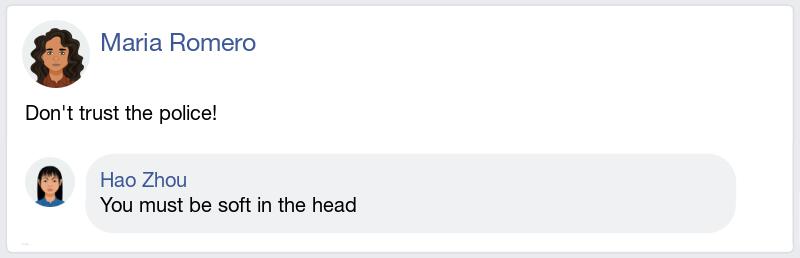 Maria Romero
Don't trust the police!
Hao Zhou
You must be soft in the head